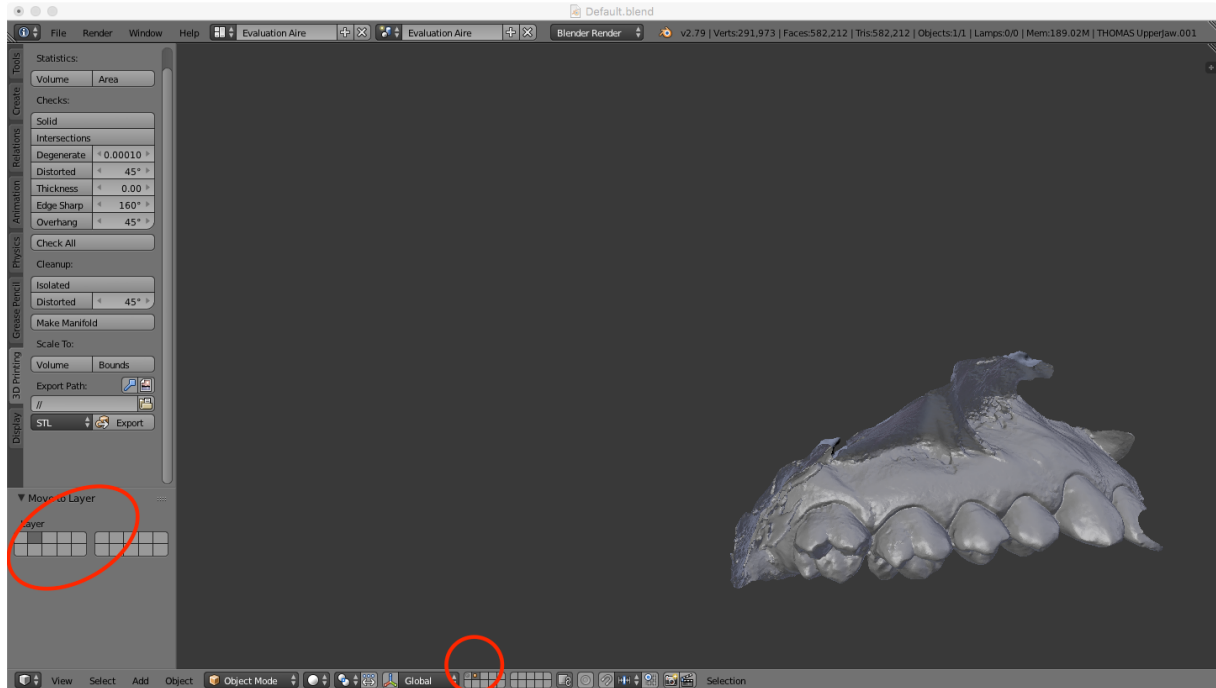 Default.blend
File Render Window Help Evaluation Aire Evaluation Aire Blender Render v2.79 | Verts:291,973 | Faces:582,212 | Tris:582,212 | Objects:1/1 | Lamps:0/0 | Mem:189.02M | THOMAS UpperJaw.001
Tools
Create
Relations
Animation
Physics
Grease Pencil
3D Printing
Display
Statistics:
Volume Area
Checks:
Solid
Intersections
Degenerate 0.00010
Distorted 45°
Thickness 0.00
Edge Sharp 160°
Overhang 45°
Check All
Cleanup:
Isolated
Distorted 45°
Make Manifold
Scale To:
Volume Bounds
Export Path:
//
STL Export
Move to Layer
Layer
View Select Add Object Object Mode Global Selection